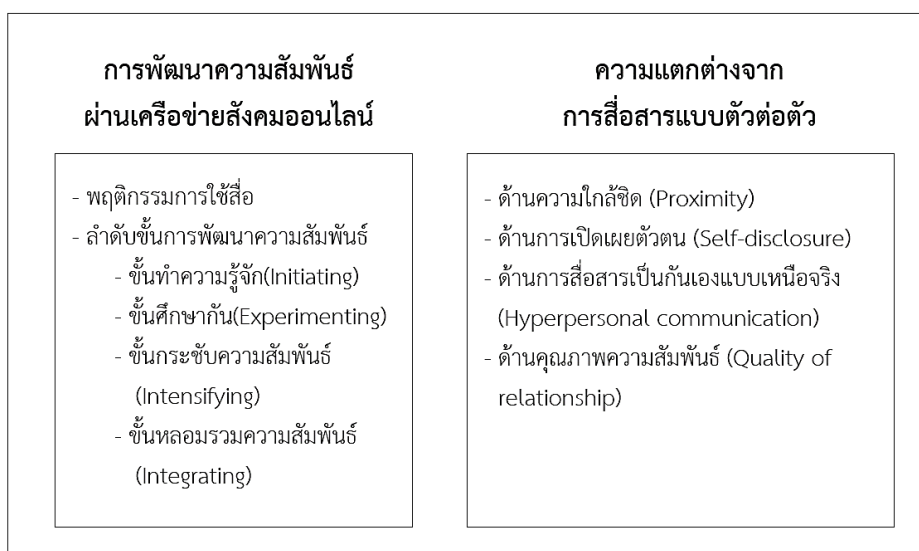 การพัฒนาความสัมพันธ์
ผ่านเครือข่ายสังคมออนไลน์
- พฤติกรรมการใช้สื่อ
- ลำดับขั้นการพัฒนาความสัมพันธ์
- ขั้นทำความรู้จัก(Initiating)
- ขั้นศึกษากัน(Experimenting)
- ขั้นกระชับความสัมพันธ์
(Intensifying)
- ขั้นหลอมรวมความสัมพันธ์
(Integrating)
ความแตกต่างจาก
การสื่อสารแบบตัวต่อตัว
- ด้านความใกล้ชิด (Proximity)
- ด้านการเปิดเผยตัวตน (Self-disclosure)
- ด้านการสื่อสารเป็นกันเองแบบเหนือจริง
(Hyperpersonal communication)
- ด้านคุณภาพความสัมพันธ์ (Quality of
relationship)